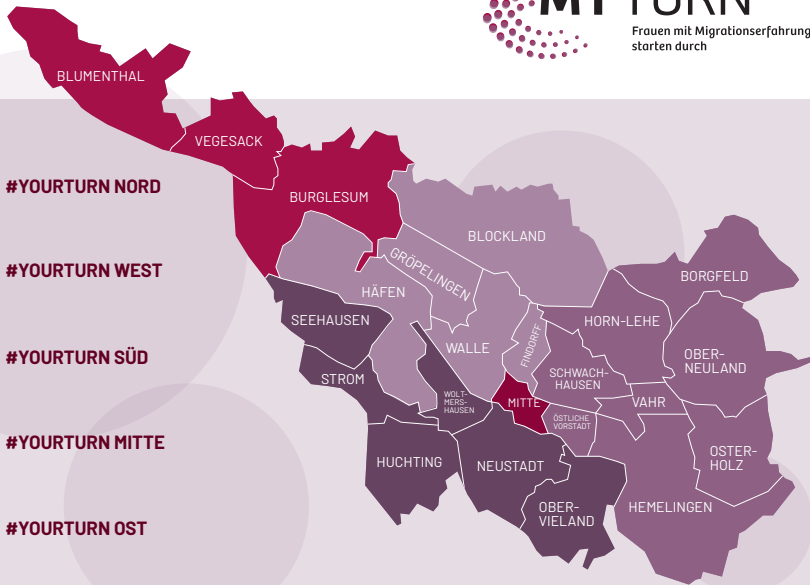 MY TURN
Frauen mit Migrationserfahrung
starten durch
BLUMENTHAL
VEGESACK
#YOURTURN NORD
BURGLESUM
BLOCKLAND
GRÖPELINGEN
#YOURTURN WEST
BORGFELD
HÄFEN
SEEHAUSEN
HORN-LEHE
WALLE
FINDORFF
#YOURTURN SÜD
OBER-
NEULAND
STROM
SCHWACH-
HAUSEN
WOLT-
MERS-
HAUSEN
MITTE
VAHR
ÖSTLICHE
VORSTADT
#YOURTURN MITTE
HUCHTING
NEUSTADT
OSTER-
HOLZ
OBER-
VIELAND
HEMELINGEN
#YOURTURN OST